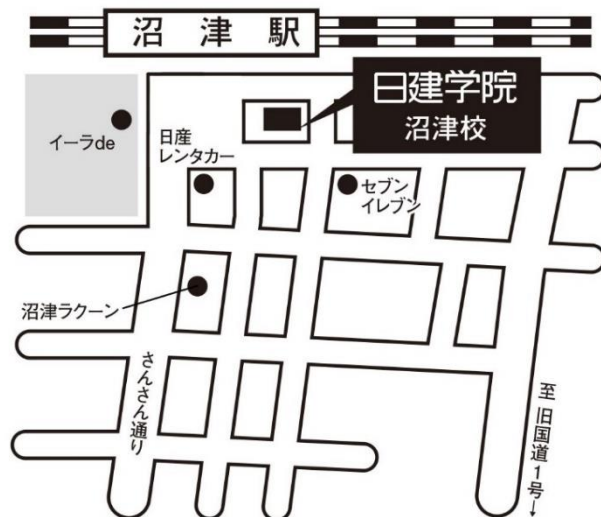 沼津駅
日建学院
沼津校
イーラde
日産
レンタカー
セブン
イレブン
沼津ラクーン
さんさん通り
至旧国道1号↓